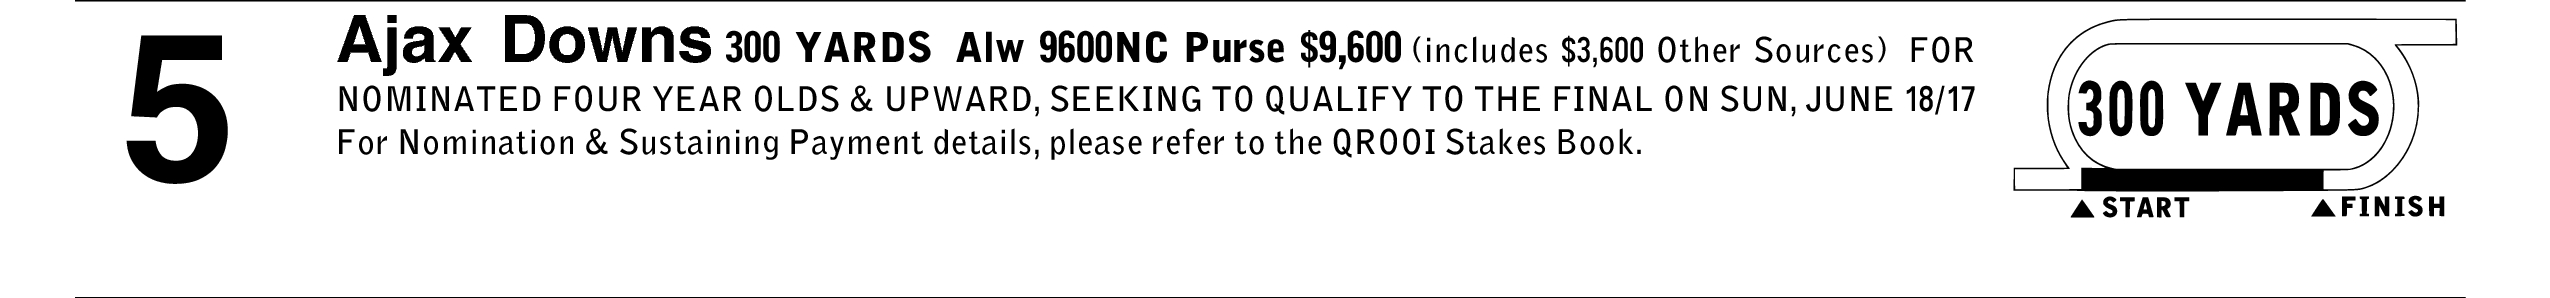 5
Ajax Downs 300 YARDS Alw 9600NC Purse $9,600 (includes $3,600 Other Sources) FOR
NOMINATED FOUR YEAR OLDS & UPWARD, SEEKING TO QUALIFY TO THE FINAL ON SUN, JUNE 18/17
For Nomination & Sustaining Payment details, please refer to the QROOI Stakes Book.
300 YARDS
▲ START ▲ FINISH